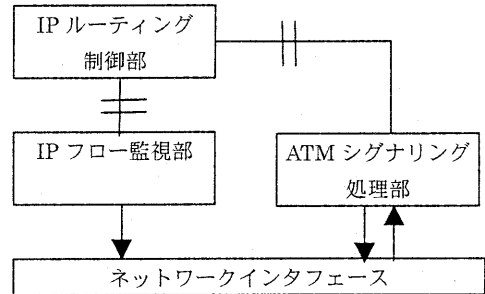 IP ルーティング
制御部
IP フロー監視部
ATM シグナリング
処理部
ネットワークインタフェース